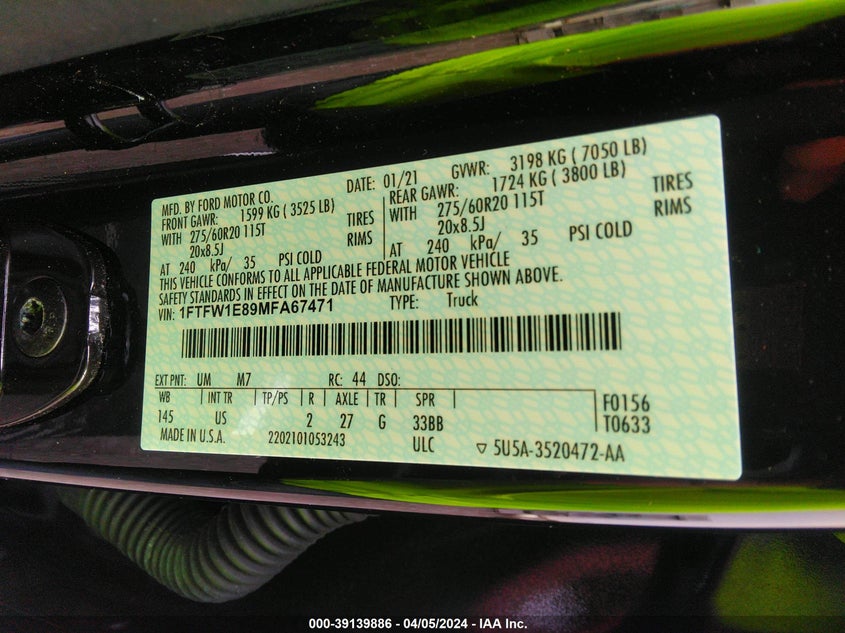 MFD. BY FORD MOTOR CO. DATE: 01/21 GVWR: 3198 KG ( 7050 LB)
FRONT GAWR: 1599 KG ( 3525 LB) REAR GAWR: 1724 KG ( 3800 LB)
WITH 275/60R20 115T TIRES WITH 275/60R20 115T TIRES
20x8.5J RIMS 20x8.5J RIMS
AT 240 kPa/ 35 PSI COLD AT 240 kPa/ 35 PSI COLD
THIS VEHICLE CONFORMS TO ALL APPLICABLE FEDERAL MOTOR VEHICLE
SAFETY STANDARDS IN EFFECT ON THE DATE OF MANUFACTURE SHOWN ABOVE.
VIN: 1FTFW1E89MFA67471 TYPE: Truck
EXT PNT: UM M7 RC: 44 DSO:
WB INT TR TP/PS R AXLE TR SPR F0156
145 US 2 27 G 33BB T0633
MADE IN U.S.A. 2202101053243 ULC ▽ 5U5A-3520472-AA
000-39139886 - 04/05/2024 - IAA Inc.